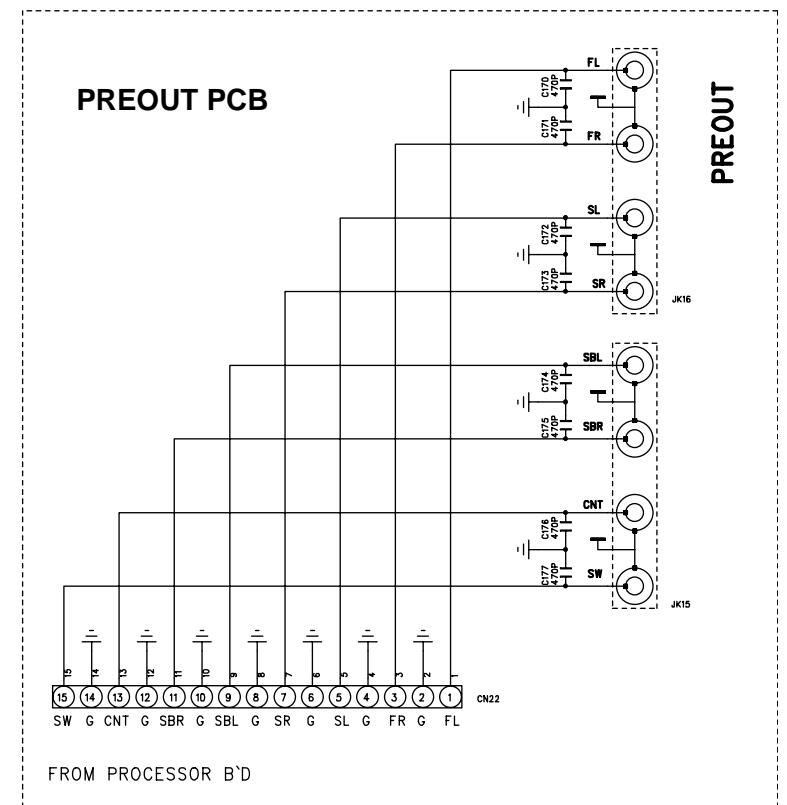 PREOUT PCB
PREOUT
FL
C170
470P
C171
470P
FR
SL
C172
470P
C173
470P
SR
JK16
SBL
C174
470P
C175
470P
SBR
CNT
C176
470P
C177
470P
SW
JK15
15 14 13 12 11 10 9 8 7 6 5 4 3 2 1
15 14 13 12 11 10 9 8 7 6 5 4 3 2 1
CN22
SW G CNT G SBR G SBL G SR G SL G FR G FL
FROM PROCESSOR B`D